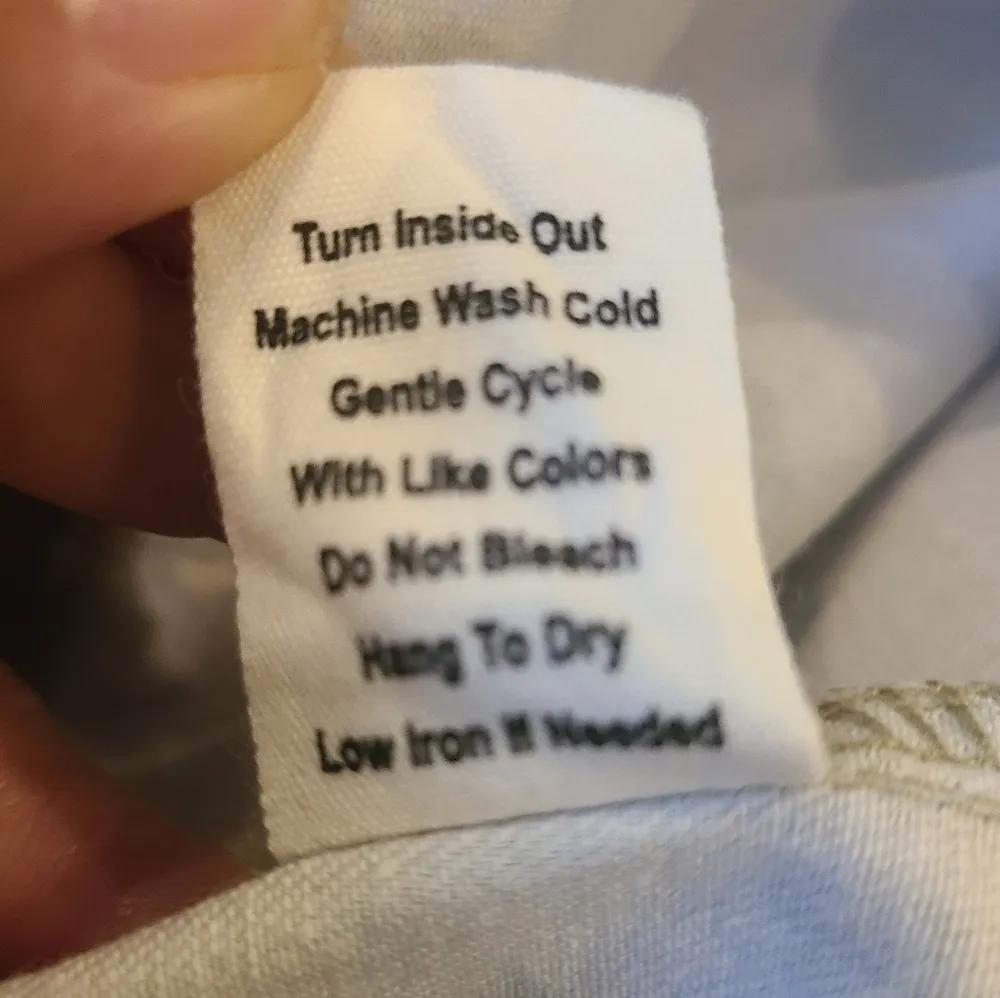 Turn Inside Out
Machine Wash Cold
Gentle Cycle
With Like Colors
Do Not Bleach
Hang To Dry
Low Iron If Needed